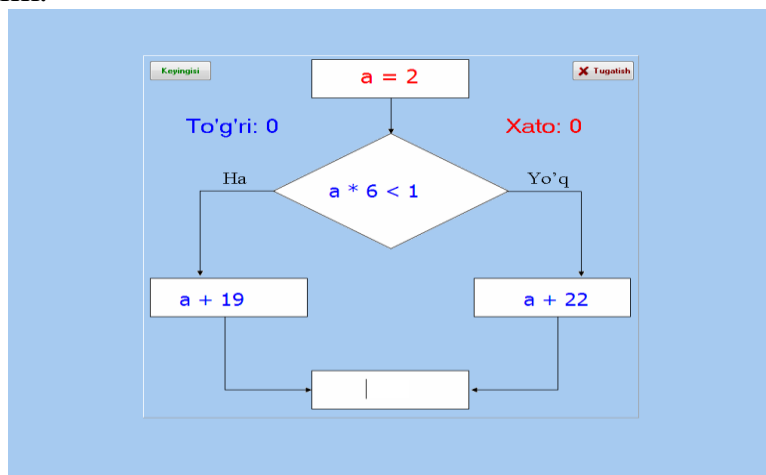 Keyingisi
a = 2
Tugatish
To'g'ri: 0
Xato: 0
Ha
a * 6 < 1
Yo’q
a + 19
a + 22